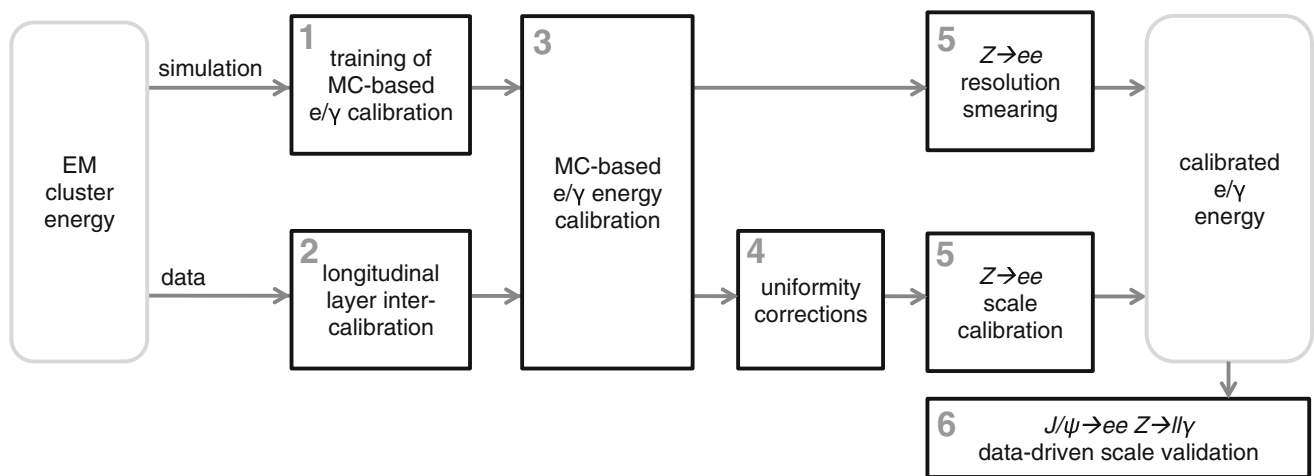 EM
cluster
energy
simulation
data
1
training of
MC-based
e/γ calibration
2
longitudinal
layer inter-
calibration
3
MC-based
e/γ energy
calibration
4
uniformity
corrections
5
Z→ee
resolution
smearing
5
Z→ee
scale
calibration
calibrated
e/γ
energy
6
J/ψ→ee Z→llγ
data-driven scale validation